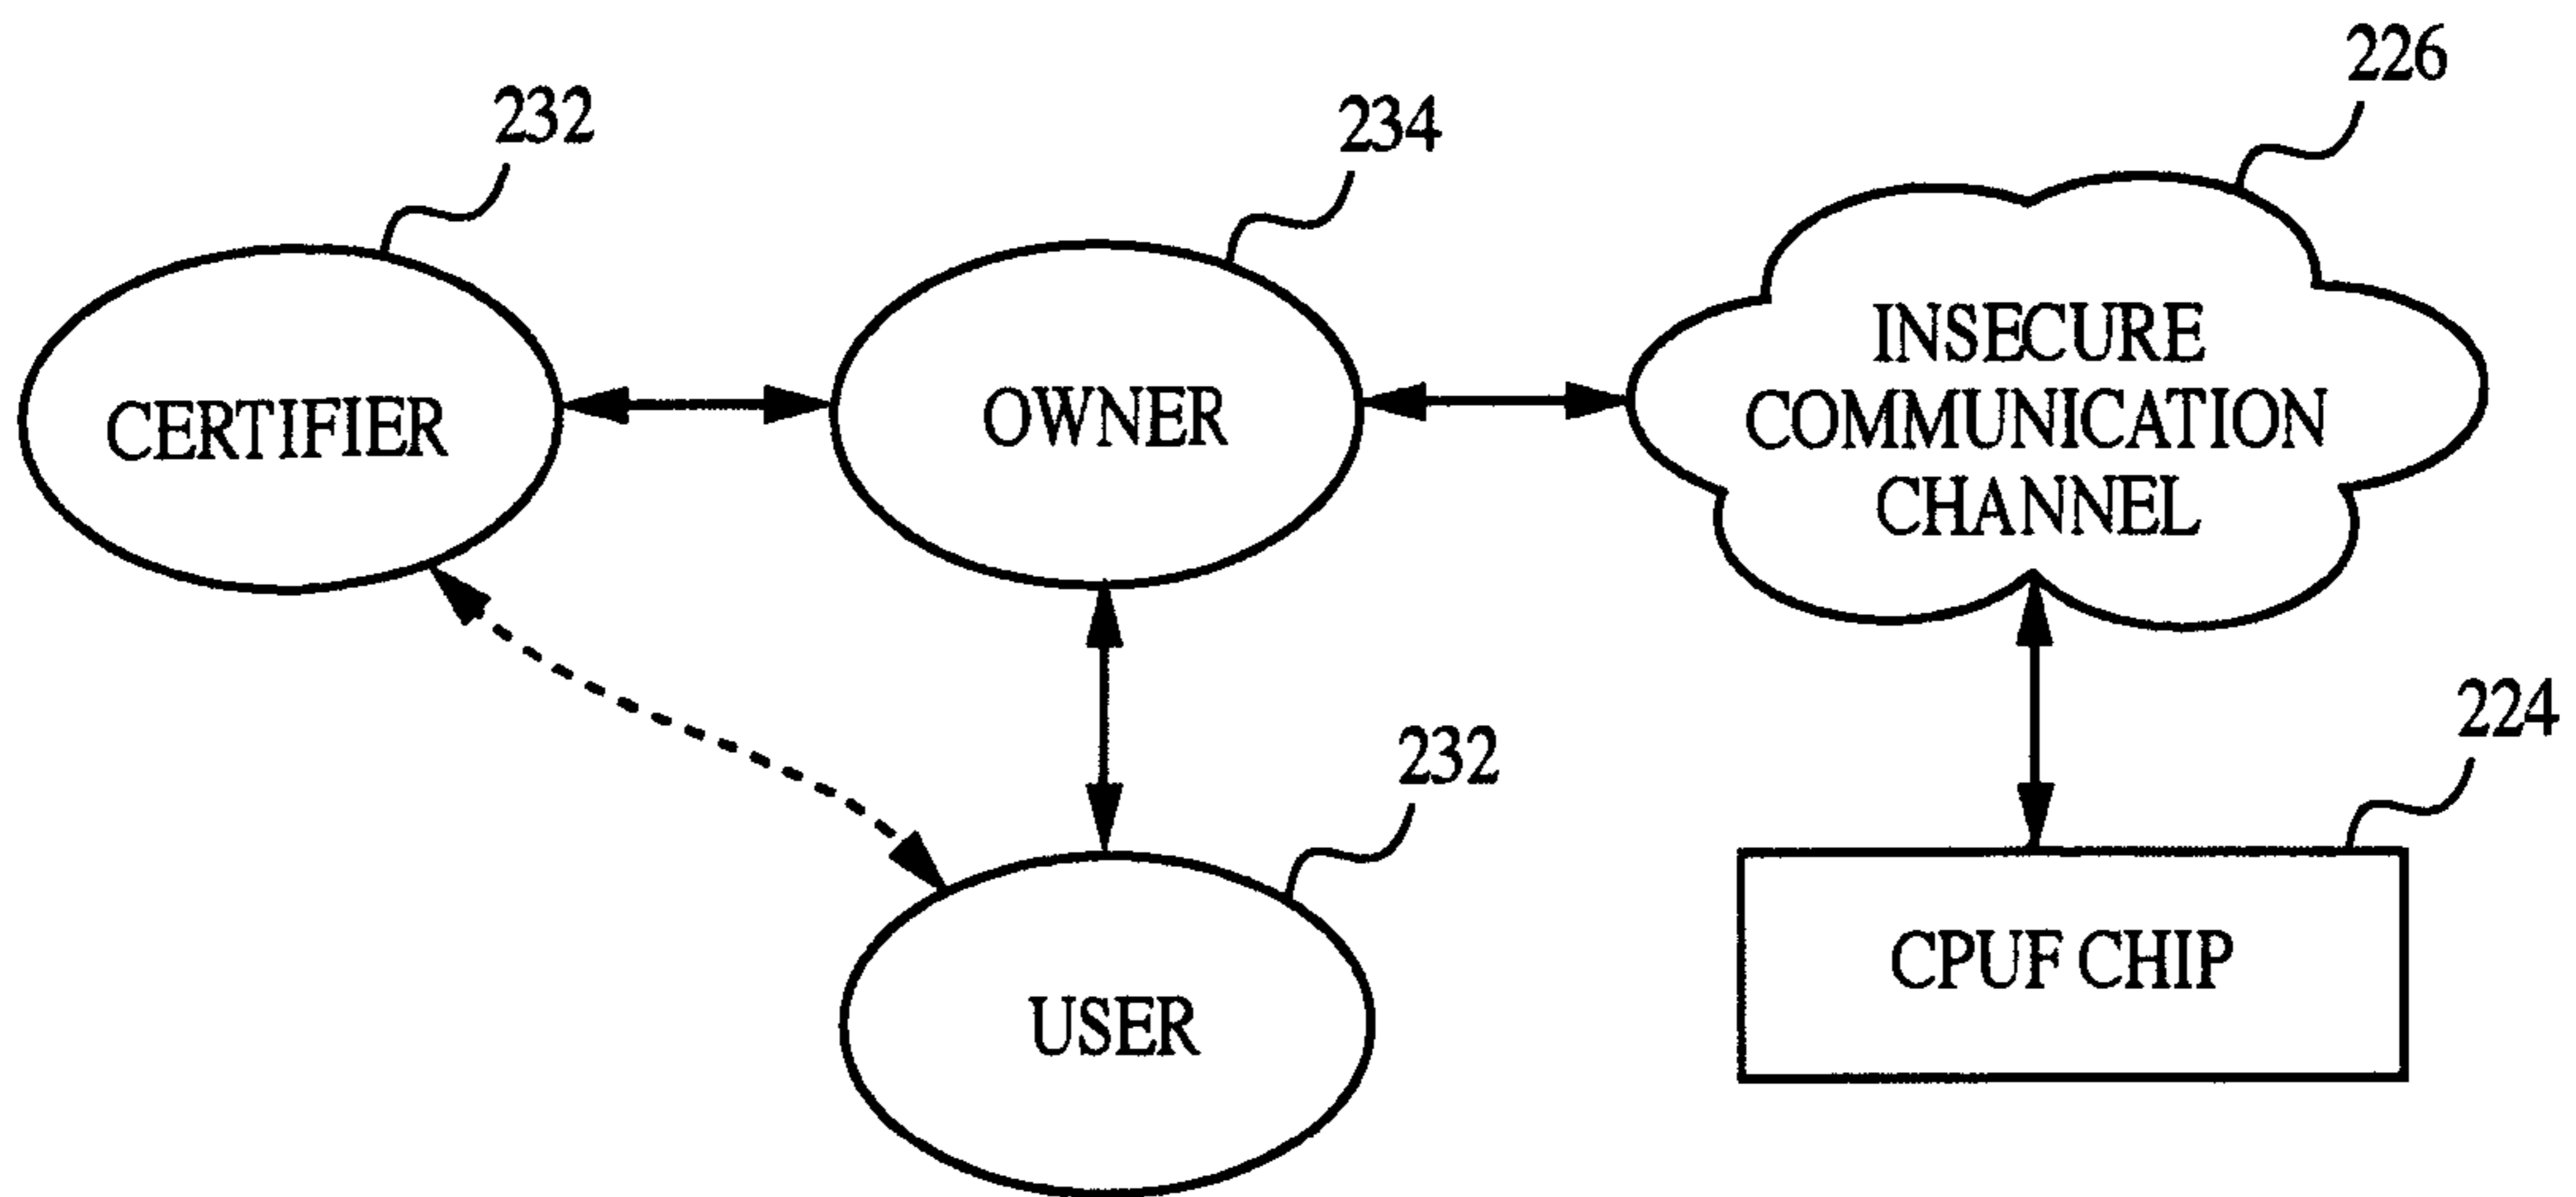 226
232
234
INSECURE
COMMUNICATION
CHANNEL
CERTIFIER
OWNER
224
232
CPUF CHIP
USER